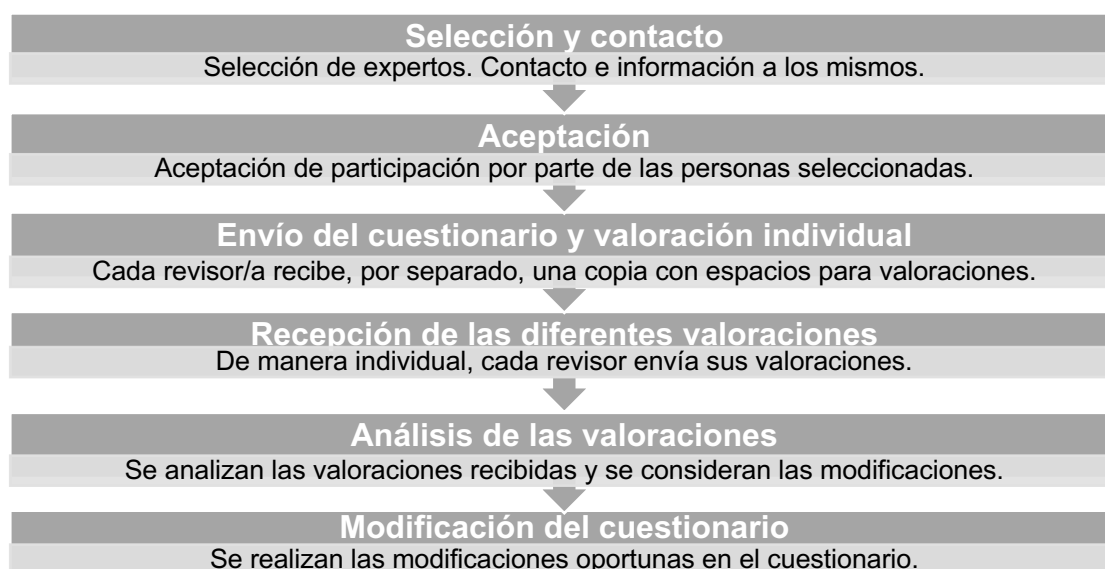 Selección y contacto
Selección de expertos. Contacto e información a los mismos.
Aceptación
Aceptación de participación por parte de las personas seleccionadas.
Envío del cuestionario y valoración individual
Cada revisor/a recibe, por separado, una copia con espacios para valoraciones.
Recepción de las diferentes valoraciones
De manera individual, cada revisor envía sus valoraciones.
Análisis de las valoraciones
Se analizan las valoraciones recibidas y se consideran las modificaciones.
Modificación del cuestionario
Se realizan las modificaciones oportunas en el cuestionario.